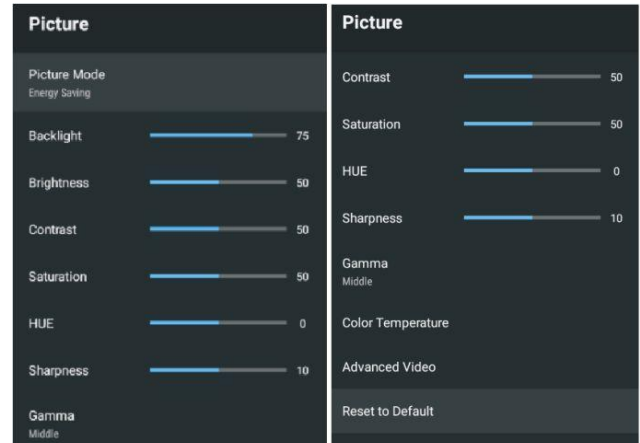 Picture
Picture Mode
Energy Saving
Backlight 75
Brightness 50
Contrast 50
Saturation 50
HUE 0
Sharpness 10
Gamma
Middle
Picture
Contrast 50
Saturation 50
HUE 0
Sharpness 10
Gamma
Middle
Color Temperature
Advanced Video
Reset to Default